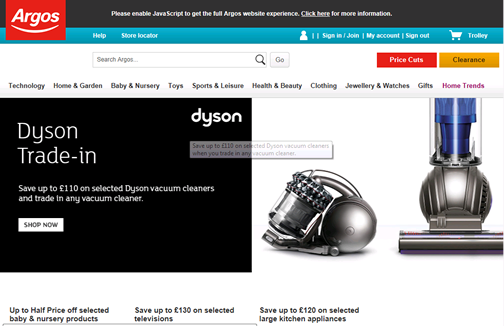 Argos
Please enable JavaScript to get the full Argos website experience. Click here for more information.
Help Store locator | | Sign in / Join | My account | Sign out Trolley
Search Argos... Go Price Cuts Clearance
Technology Home & Garden Baby & Nursery Toys Sports & Leisure Health & Beauty Clothing Jewellery & Watches Gifts Home Trends
dyson
Dyson
Trade-in
Save up to £110 on selected Dyson vacuum cleaners
when you trade in any vacuum cleaner.
Save up to £110 on selected Dyson vacuum cleaners
and trade in any vacuum cleaner.
SHOP NOW
Up to Half Price off selected
baby & nursery products
Save up to £130 on selected
televisions
Save up to £120 on selected
large kitchen appliances